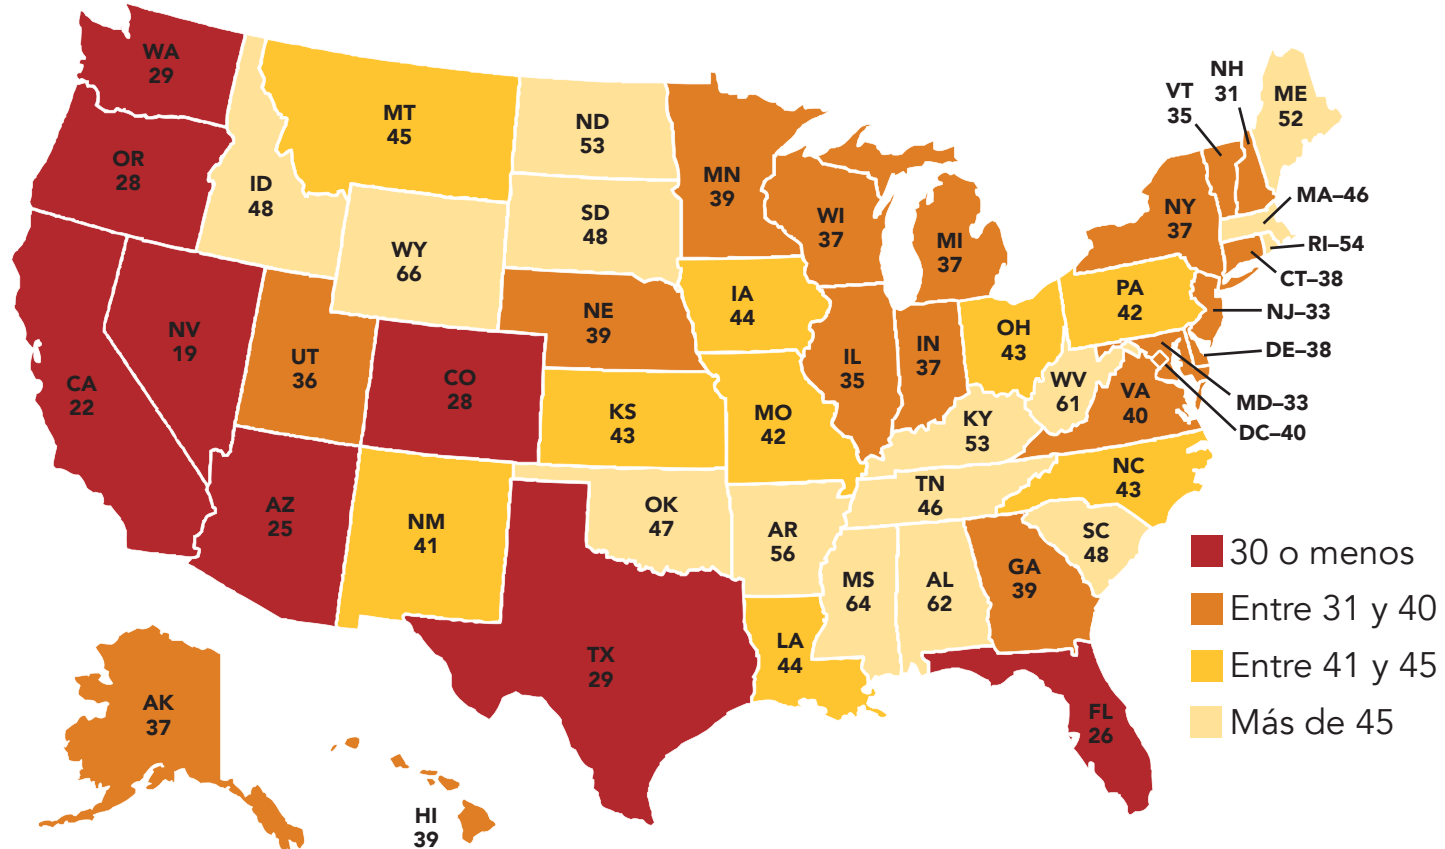 WA
29
OR
28
CA
22
NV
19
ID
48
MT
45
WY
66
UT
36
CO
28
AZ
25
NM
41
ND
53
SD
48
NE
39
KS
43
OK
47
TX
29
MN
39
IA
44
MO
42
AR
56
LA
44
WI
37
IL
35
MI
37
IN
37
OH
43
KY
53
TN
46
MS
64
AL
62
GA
39
FL
26
SC
48
NC
43
VA
40
WV
61
PA
42
NY
37
VT
35
NH
31
ME
52
MA–46
RI–54
CT–38
NJ–33
DE–38
MD–33
DC–40
AK
37
HI
39
30 o menos
Entre 31 y 40
Entre 41 y 45
Más de 45